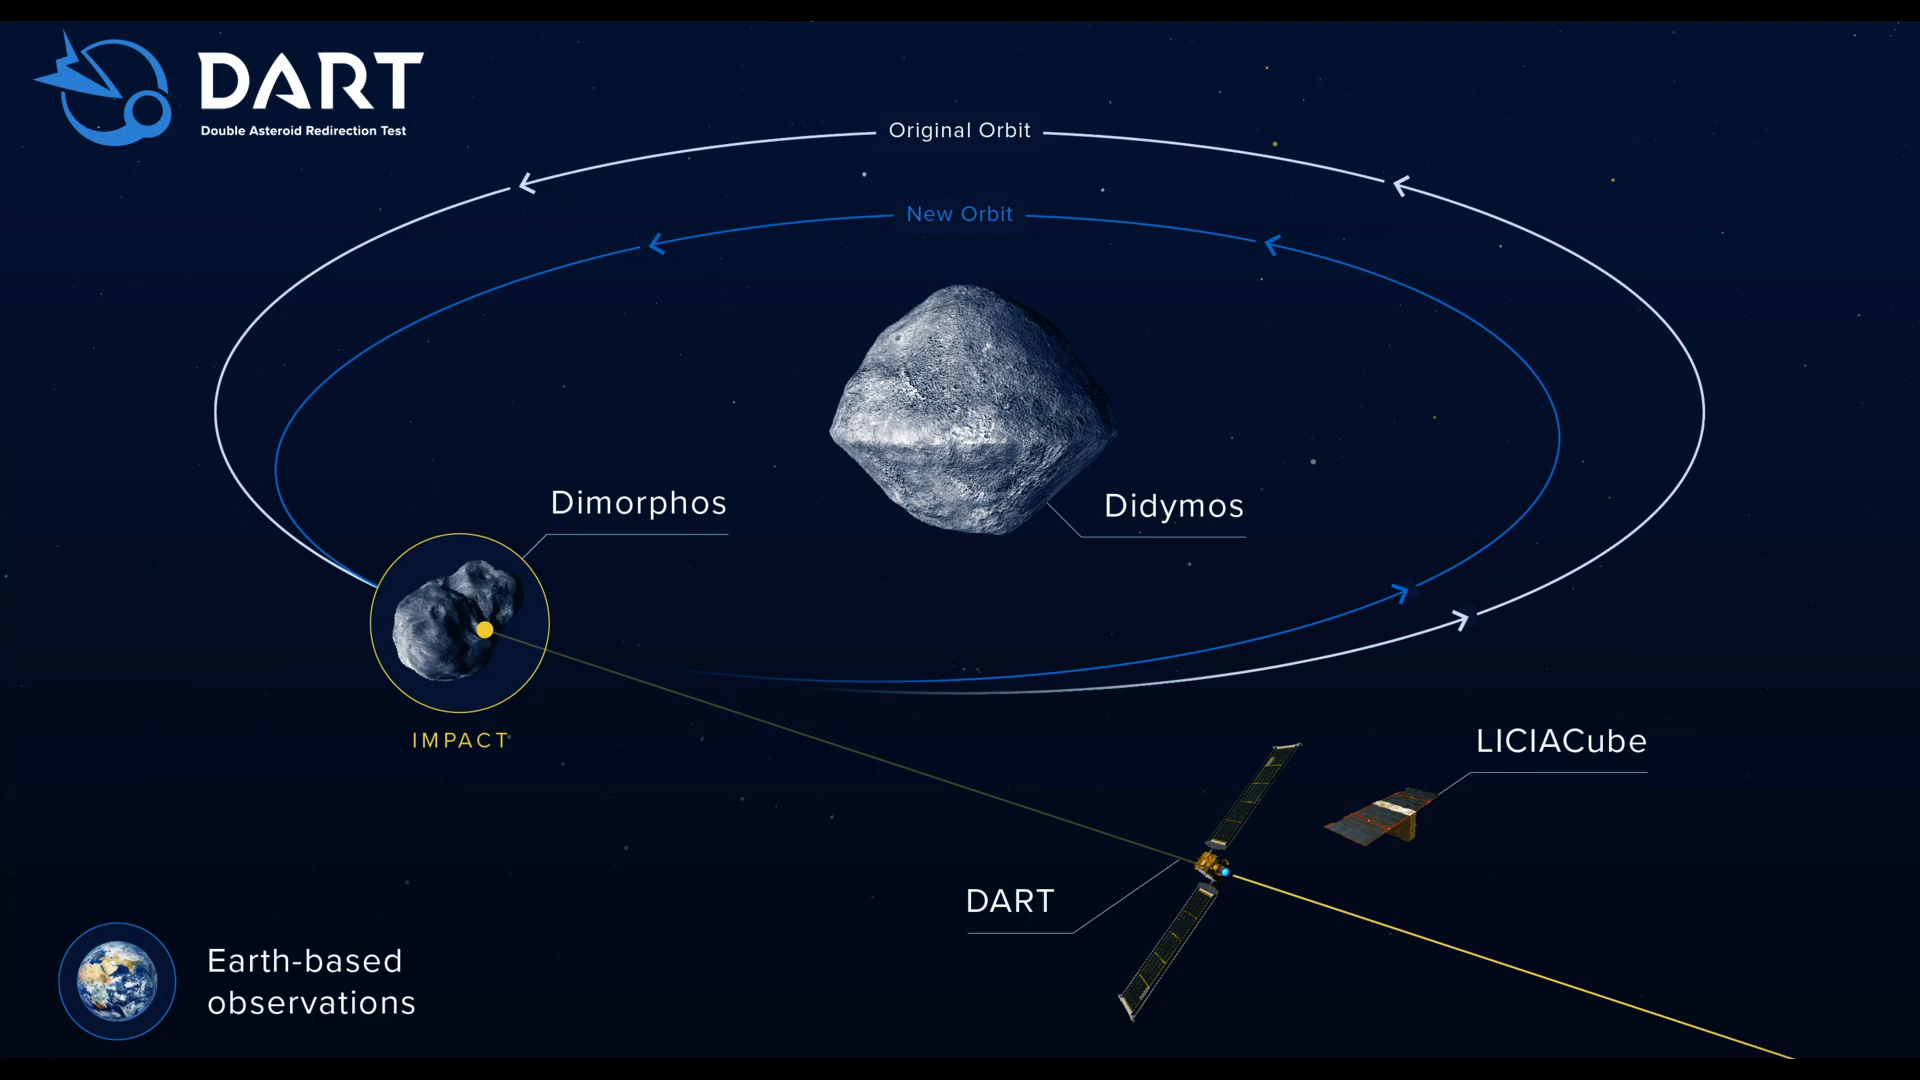 DART
Double Asteroid Redirection Test
Original Orbit
New Orbit
Dimorphos
Didymos
IMPACT
LICIACube
DART
Earth-based
observations